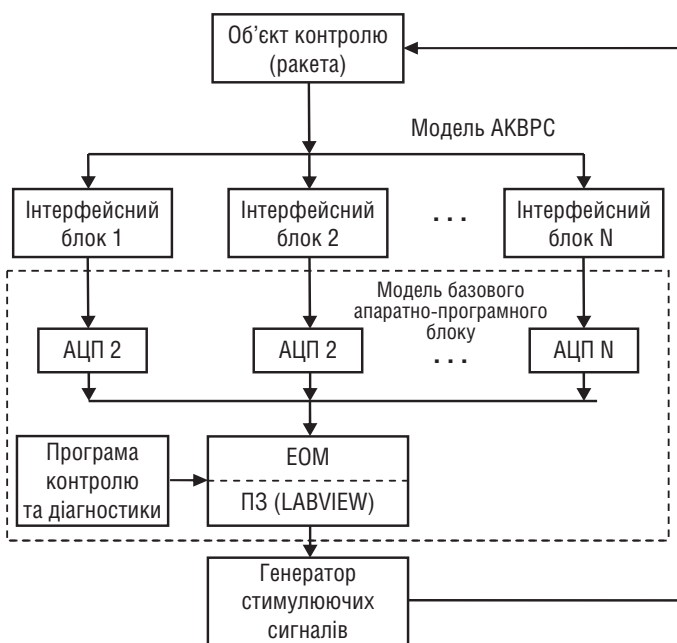 Об’єкт контролю
(ракета)
Модель АКВРС
Інтерфейсний
блок 1
Інтерфейсний
блок 2
. . .
Інтерфейсний
блок N
Модель базового
апаратно-програмного
блоку
АЦП 2
АЦП 2
. . .
АЦП N
Програма
контролю
та діагностики
ЕОМ
ПЗ (LABVIEW)
Генератор
стимулюючих
сигналів